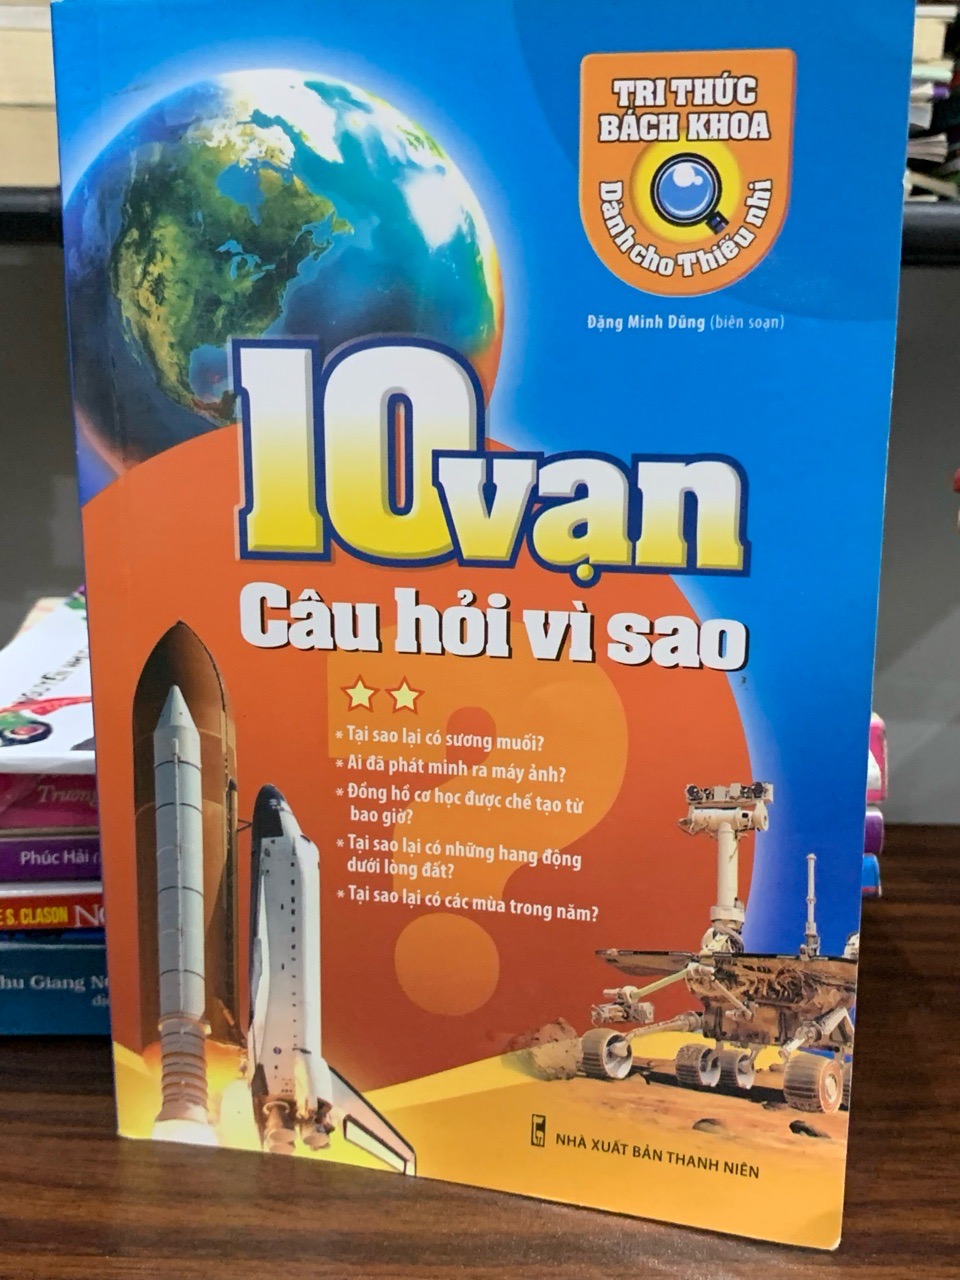 TRI THỨC
BÁCH KHOA
Dành cho Thiếu nhi
Đặng Minh Dũng (biên soạn)
10 vạn
Câu hỏi vì sao
* Tại sao lại có sương muối?
* Ai đã phát minh ra máy ảnh?
* Đồng hồ cơ học được chế tạo từ
bao giờ?
* Tại sao lại có những hang động
dưới lòng đất?
* Tại sao lại có các mùa trong năm?
NHÀ XUẤT BẢN THANH NIÊN
Phúc Hải
S. CLASON
Giang